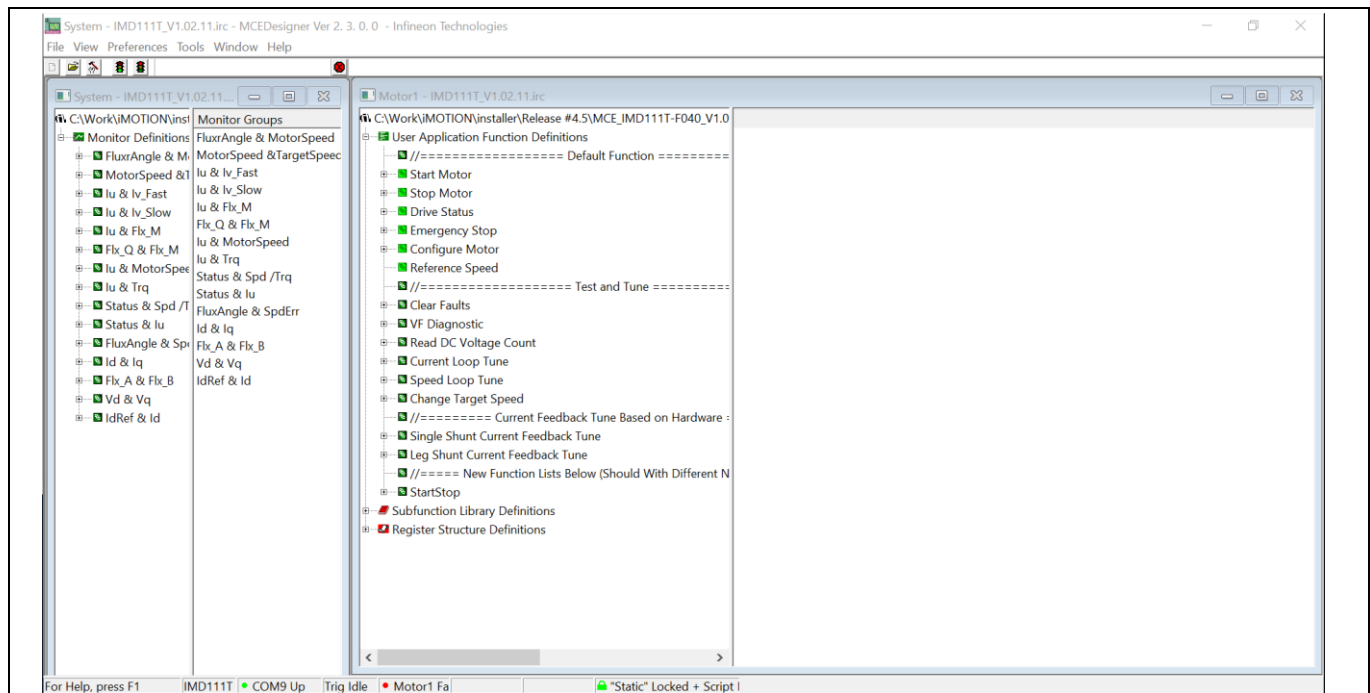 System - IMD111T_V1.02.11.irc - MCEDesigner Ver 2. 3. 0. 0 - Infineon Technologies
File View Preferences Tools Window Help
System - IMD111T_V1.02.11....
C:\Work\iMOTION\inst
Monitor Definitions
FluxrAngle & M
MotorSpeed &T
Iu & Iv_Fast
Iu & Iv_Slow
Iu & Flx_M
Flx_Q & Flx_M
Iu & MotorSpee
Iu & Trq
Status & Spd /T
Status & Iu
FluxAngle & Sp
Id & Iq
Flx_A & Flx_B
Vd & Vq
IdRef & Id
Monitor Groups
FluxrAngle & MotorSpeed
MotorSpeed &TargetSpeed
Iu & Iv_Fast
Iu & Iv_Slow
Iu & Flx_M
Flx_Q & Flx_M
Iu & MotorSpeed
Iu & Trq
Status & Spd /Trq
Status & Iu
FluxAngle & SpdErr
Id & Iq
Flx_A & Flx_B
Vd & Vq
IdRef & Id
Motor1 - IMD111T_V1.02.11.irc
C:\Work\iMOTION\installer\Release #4.5\MCE_IMD111T-F040_V1.0
User Application Function Definitions
//================== Default Function =========
Start Motor
Stop Motor
Drive Status
Emergency Stop
Configure Motor
Reference Speed
//=================== Test and Tune ==========
Clear Faults
VF Diagnostic
Read DC Voltage Count
Current Loop Tune
Speed Loop Tune
Change Target Speed
//========= Current Feedback Tune Based on Hardware =
Single Shunt Current Feedback Tune
Leg Shunt Current Feedback Tune
//===== New Function Lists Below (Should With Different N
StartStop
Subfunction Library Definitions
Register Structure Definitions
For Help, press F1 IMD111T COM9 Up Trig Idle Motor1 Fa "Static" Locked + Script